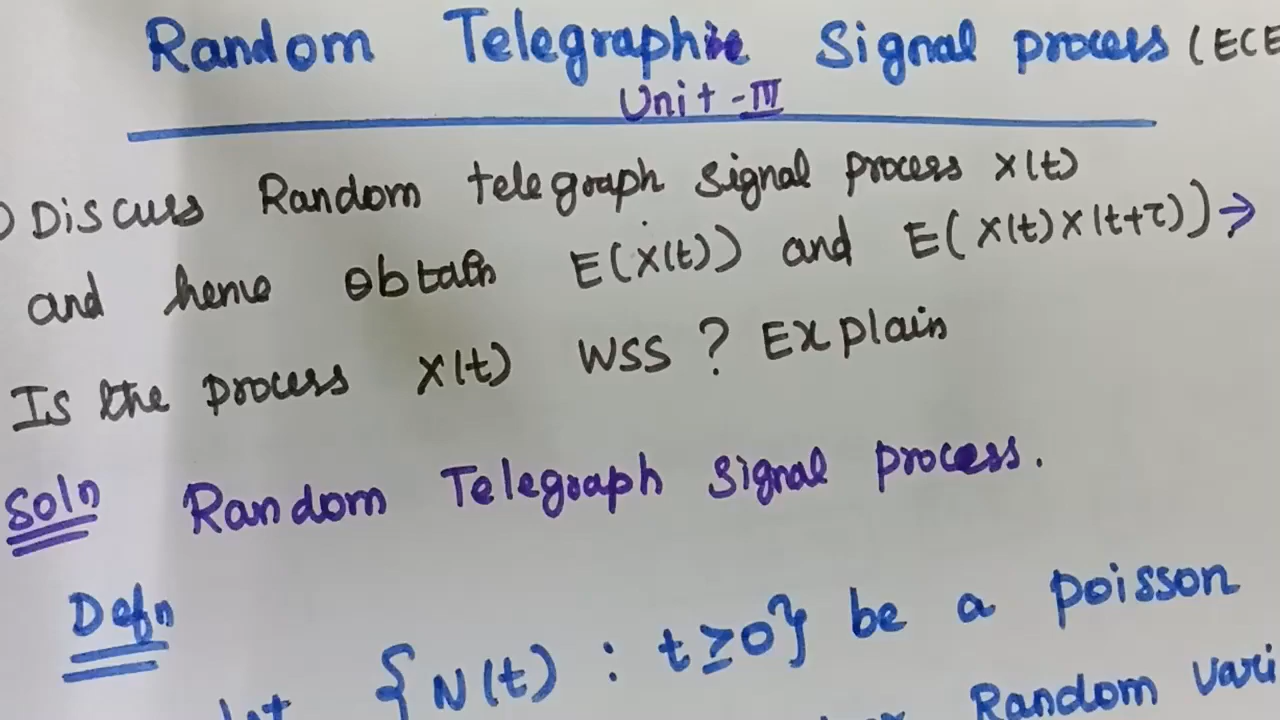 Random Telegraphic Signal process (ECE
Unit - III
Discuss Random telegraph signal process X(t)
and hence obtain E(X(t)) and E(X(t)X(t+τ)) →
Is the process X(t) WSS ? Explain
Soln Random Telegraph signal process.
Defn
let {N(t) : t≥0} be a poisson
Random vari